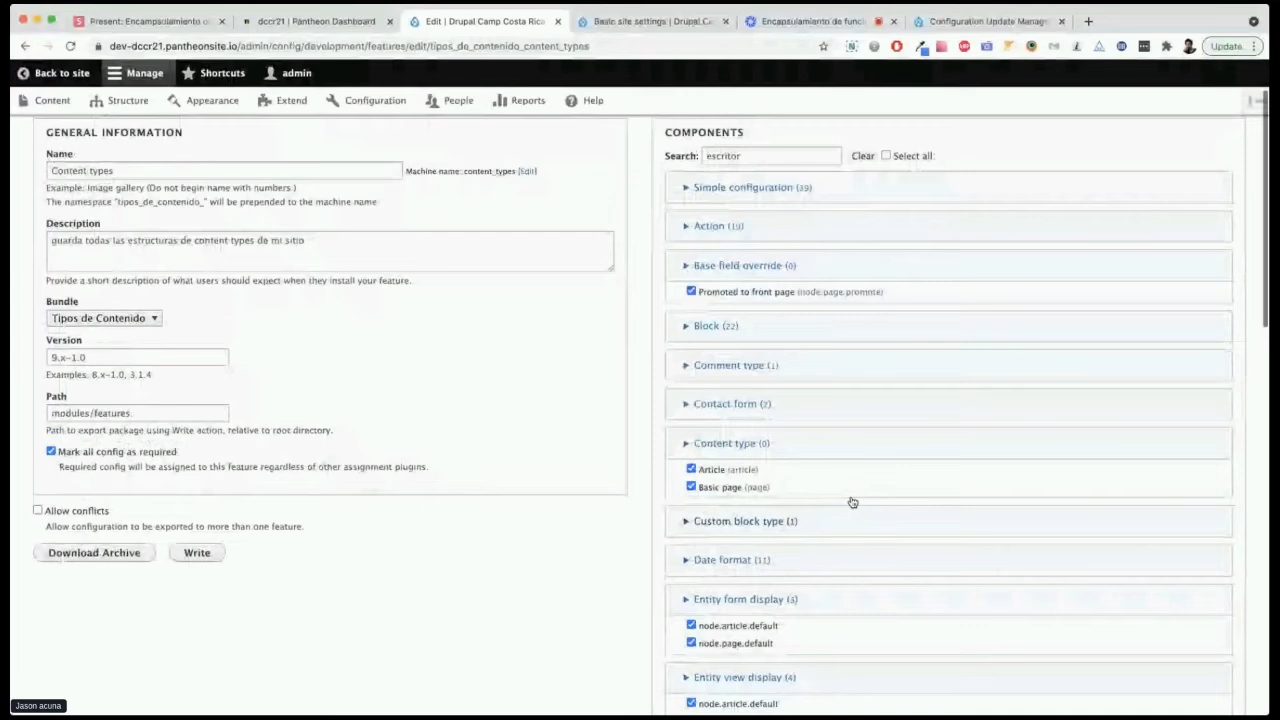 Present: Encampsulamiento d
dccr21 | Pantheon Dashboard
Edit | Drupal Camp Costa Rica
Basic site settings | Drupal Ca
Encapsulamiento de funci
Configuration Update Manag
dev-dccr21.pantheonsite.io/admin/config/development/features/edit/tipos_de_contenido_content_types
Update
Back to site
Manage
Shortcuts
admin
Content
Structure
Appearance
Extend
Configuration
People
Reports
Help
GENERAL INFORMATION
Name
Content types
Machine name: content_types [Edit]
Example: Image gallery (Do not begin name with numbers.)
The namespace "tipos_de_contenido_" will be prepended to the machine name
Description
guarda todas las estructuras de content types de mi sitio
Provide a short description of what users should expect when they install your feature.
Bundle
Tipos de Contenido
Version
9.x-1.0
Examples: 8.x-1.0, 3.1.4
Path
modules/features
Path to export package using Write action, relative to root directory.
Mark all config as required
Required config will be assigned to this feature regardless of other assignment plugins.
Allow conflicts
Allow configuration to be exported to more than one feature.
Download Archive
Write
COMPONENTS
Search: escritor Clear Select all:
Simple configuration (39)
Action (19)
Base field override (0)
Promoted to front page (node.page.promote)
Block (22)
Comment type (1)
Contact form (2)
Content type (0)
Article (article)
Basic page (page)
Custom block type (1)
Date format (11)
Entity form display (3)
node.article.default
node.page.default
Entity view display (4)
node.article.default
Jason acuna